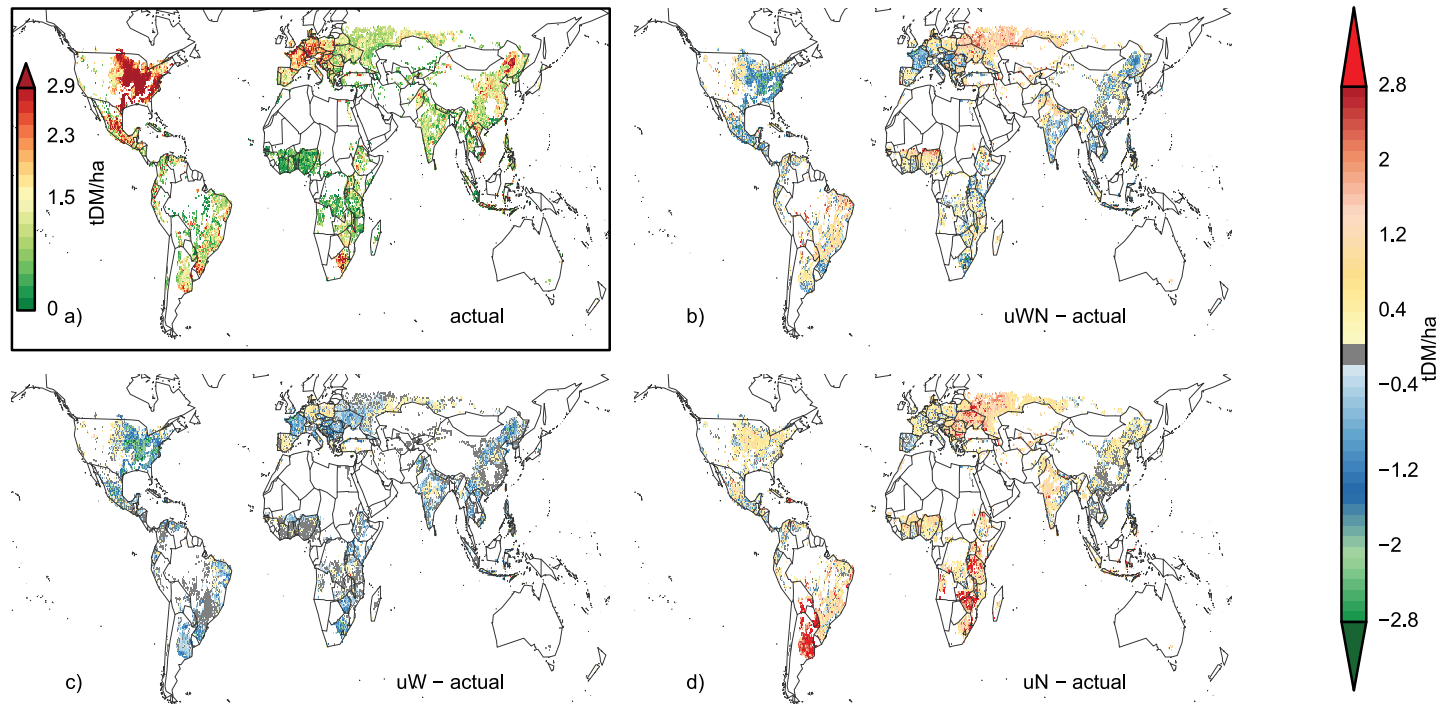 2.9
2.3
1.5
0
tDM/ha
a)
actual
b)
uWN − actual
c)
uW − actual
d)
uN − actual
2.8
2
1.2
0.4
−0.4
−1.2
−2
−2.8
tDM/ha